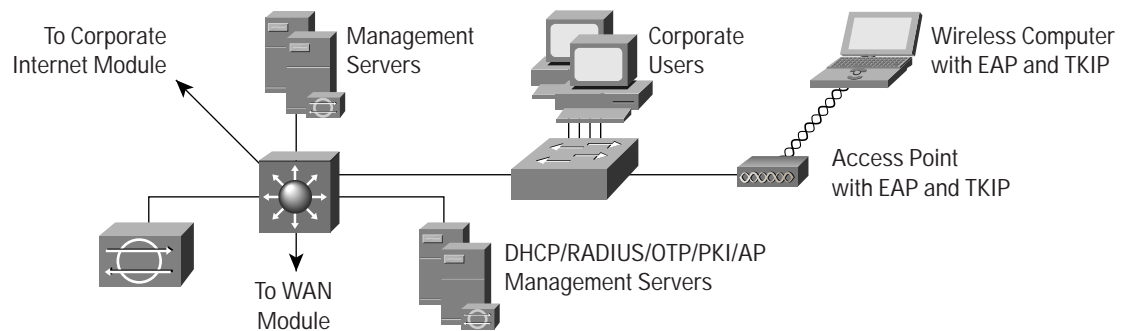 To Corporate
Internet Module
Management
Servers
Corporate
Users
Wireless Computer
with EAP and TKIP
Access Point
with EAP and TKIP
DHCP/RADIUS/OTP/PKI/AP
Management Servers
To WAN
Module